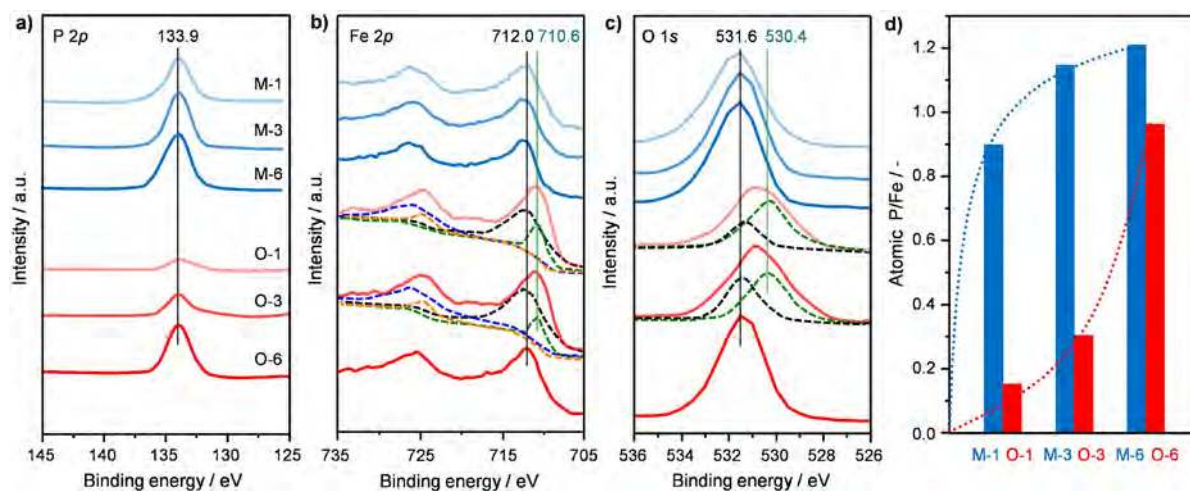 a)
P 2p
133.9
M-1
M-3
M-6
O-1
O-3
O-6
Intensity / a.u.
145 140 135 130 125
Binding energy / eV
b)
Fe 2p
712.0 710.6
Intensity / a.u.
735 725 715 705
Binding energy / eV
c)
O 1s
531.6 530.4
Intensity / a.u.
536 534 532 530 528 526
Binding energy / eV
d)
Atomic P/Fe / -
1.2
1.0
0.8
0.6
0.4
0.2
0.0
M-1 O-1 M-3 O-3 M-6 O-6